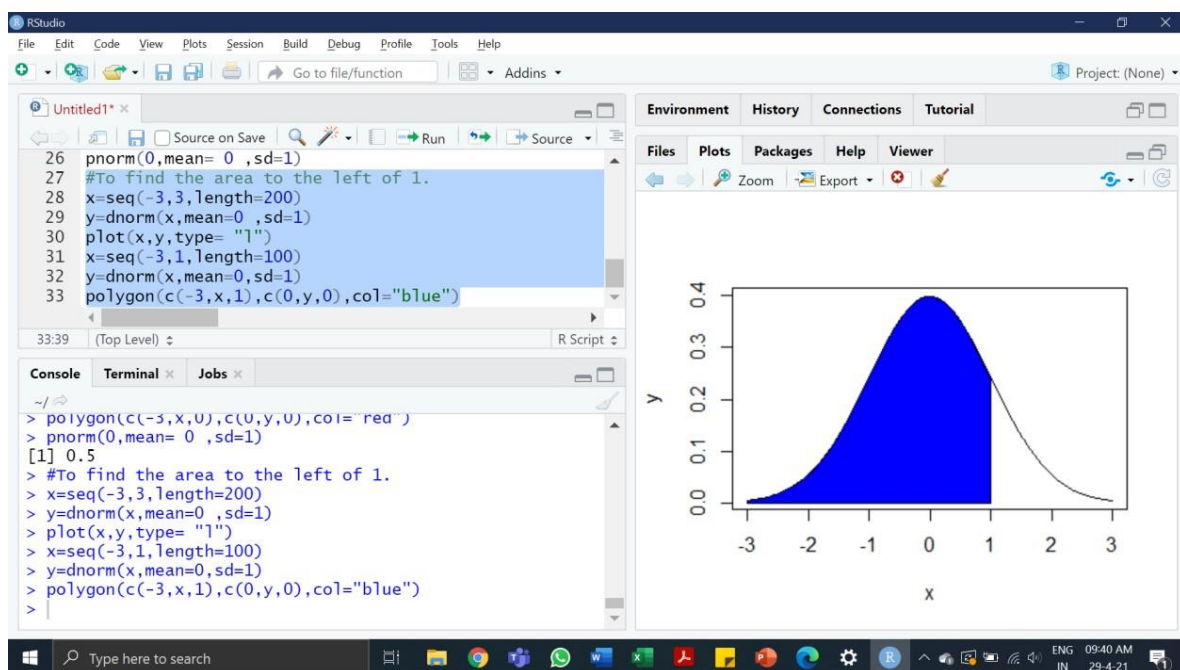 RStudio
File Edit Code View Plots Session Build Debug Profile Tools Help
Go to file/function Addins Project: (None)
Untitled1*
Source on Save Run Source
26 pnorm(0,mean= 0 ,sd=1)
27 #To find the area to the left of 1.
28 x=seq(-3,3,length=200)
29 y=dnorm(x,mean=0 ,sd=1)
30 plot(x,y,type= "l")
31 x=seq(-3,1,length=100)
32 y=dnorm(x,mean=0,sd=1)
33 polygon(c(-3,x,1),c(0,y,0),col="blue")
33:39 (Top Level) R Script
Console Terminal Jobs
~/
> polygon(c(-3,x,0),c(0,y,0),col="red")
> pnorm(0,mean= 0 ,sd=1)
[1] 0.5
> #To find the area to the left of 1.
> x=seq(-3,3,length=200)
> y=dnorm(x,mean=0 ,sd=1)
> plot(x,y,type= "l")
> x=seq(-3,1,length=100)
> y=dnorm(x,mean=0,sd=1)
> polygon(c(-3,x,1),c(0,y,0),col="blue")
>
Environment History Connections Tutorial
Files Plots Packages Help Viewer
Zoom Export
0.4
0.3
0.2
0.1
0.0
y
-3 -2 -1 0 1 2 3
x
Type here to search
ENG 09:40 AM
IN 29-4-21